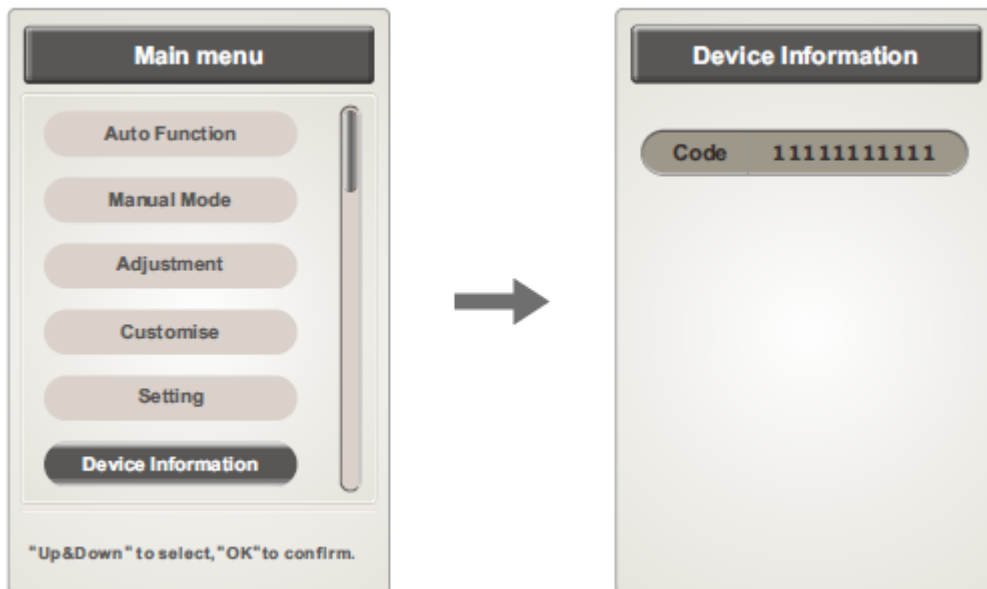 Main menu
Auto Function
Manual Mode
Adjustment
Customise
Setting
Device Information
"Up&Down" to select,"OK"to confirm.
Device Information
Code 11111111111